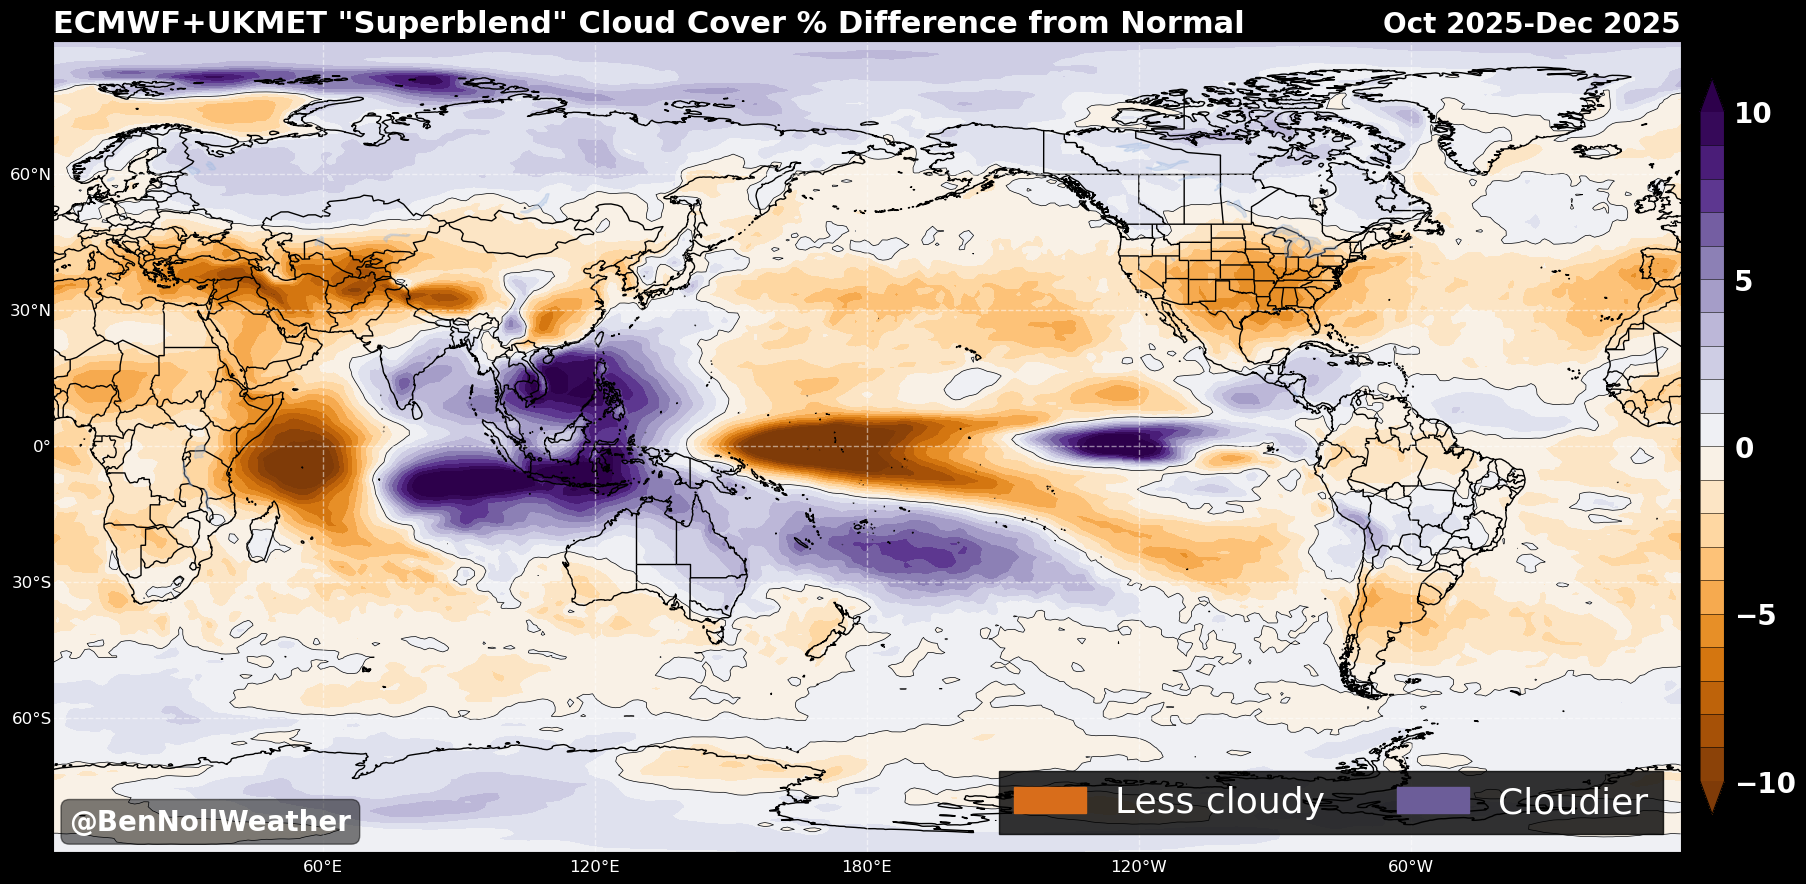 ECMWF+UKMET "Superblend" Cloud Cover % Difference from Normal
Oct 2025-Dec 2025
60°N
30°N
0°
30°S
60°S
60°E
120°E
180°E
120°W
60°W
10
5
0
−5
−10
Less cloudy
Cloudier
@BenNollWeather